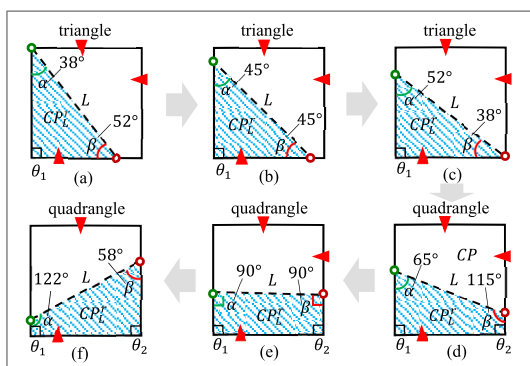 triangle
38°
α
L
52°
CP_L^r
β
θ₁
(a)
triangle
45°
α
L
45°
CP_L^r
β
θ₁
(b)
triangle
52°
α
L
38°
CP_L^r
β
θ₁
(c)
quadrangle
58°
122°
L
β
α
CP_L^r
θ₁
θ₂
(f)
quadrangle
L
90°
90°
α
β
CP_L^r
θ₁
θ₂
(e)
quadrangle
CP
65°
L
115°
α
CP_L^r
β
θ₁
θ₂
(d)